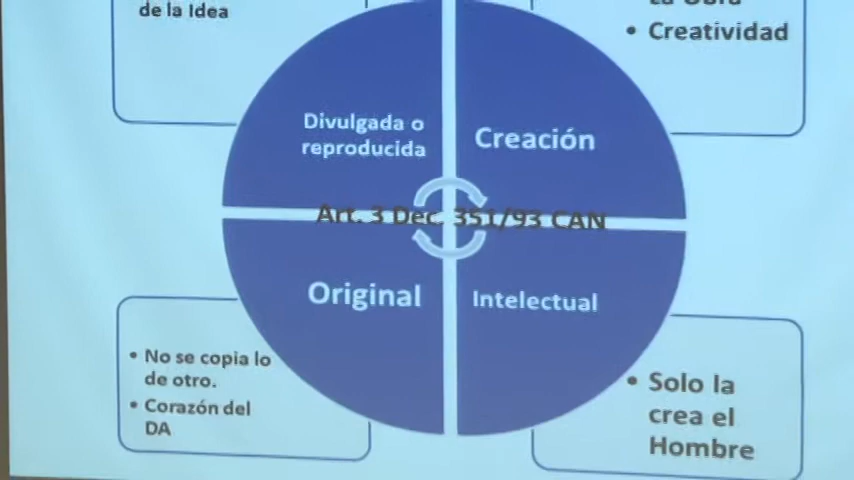 de la Idea
• Creatividad
Divulgada o
reproducida
Creación
Art. 3 Dec. 351/93 CAN
Original
Intelectual
• No se copia lo
de otro.
• Corazón del
DA
• Solo la
crea el
Hombre